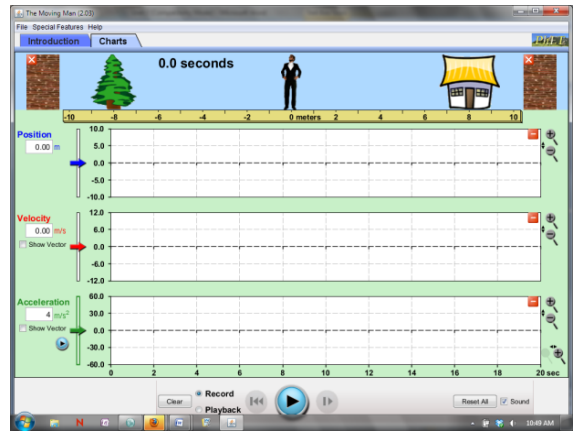 The Moving Man (2.03)
File Special Features Help
Introduction Charts
0.0 seconds
-10 -8 -6 -4 -2 0 meters 2 4 6 8 10
Position
0.00 m
10.0
5.0
0.0
-5.0
-10.0
Velocity
0.00 m/s
Show Vector
12.0
6.0
0.0
-6.0
-12.0
Acceleration
4 m/s²
Show Vector
60.0
30.0
0.0
-30.0
-60.0
0 2 4 6 8 10 12 14 16 18 20 sec
Clear
Record
Playback
Reset All
Sound
10:49 AM